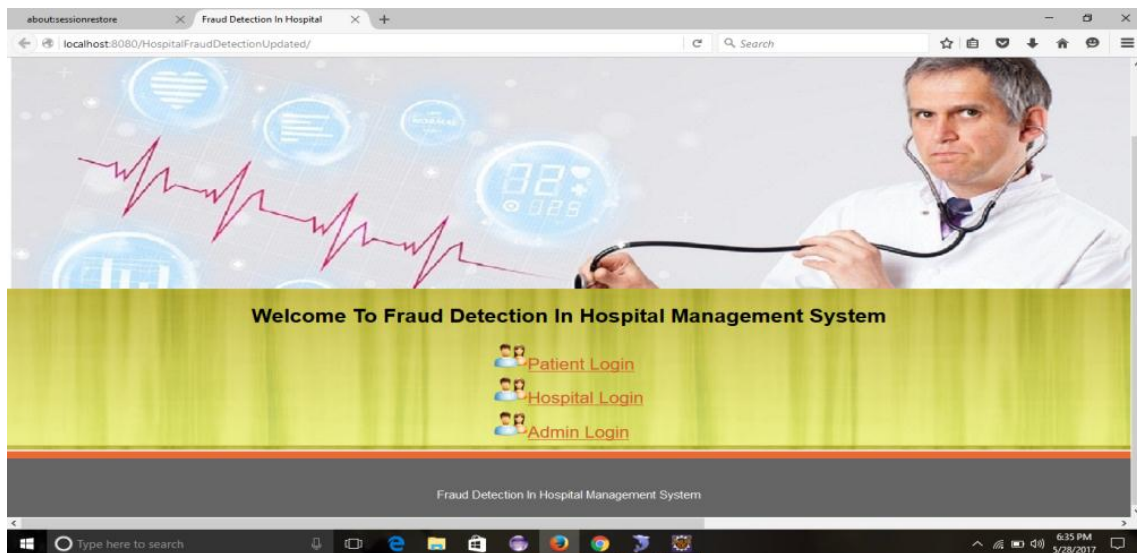 about:sessionrestore
Fraud Detection In Hospital
localhost:8080/HospitalFraudDetectionUpdated/
Search
NORMAL
Welcome To Fraud Detection In Hospital Management System
Patient Login
Hospital Login
Admin Login
Fraud Detection In Hospital Management System
Type here to search
6:35 PM
5/28/2017